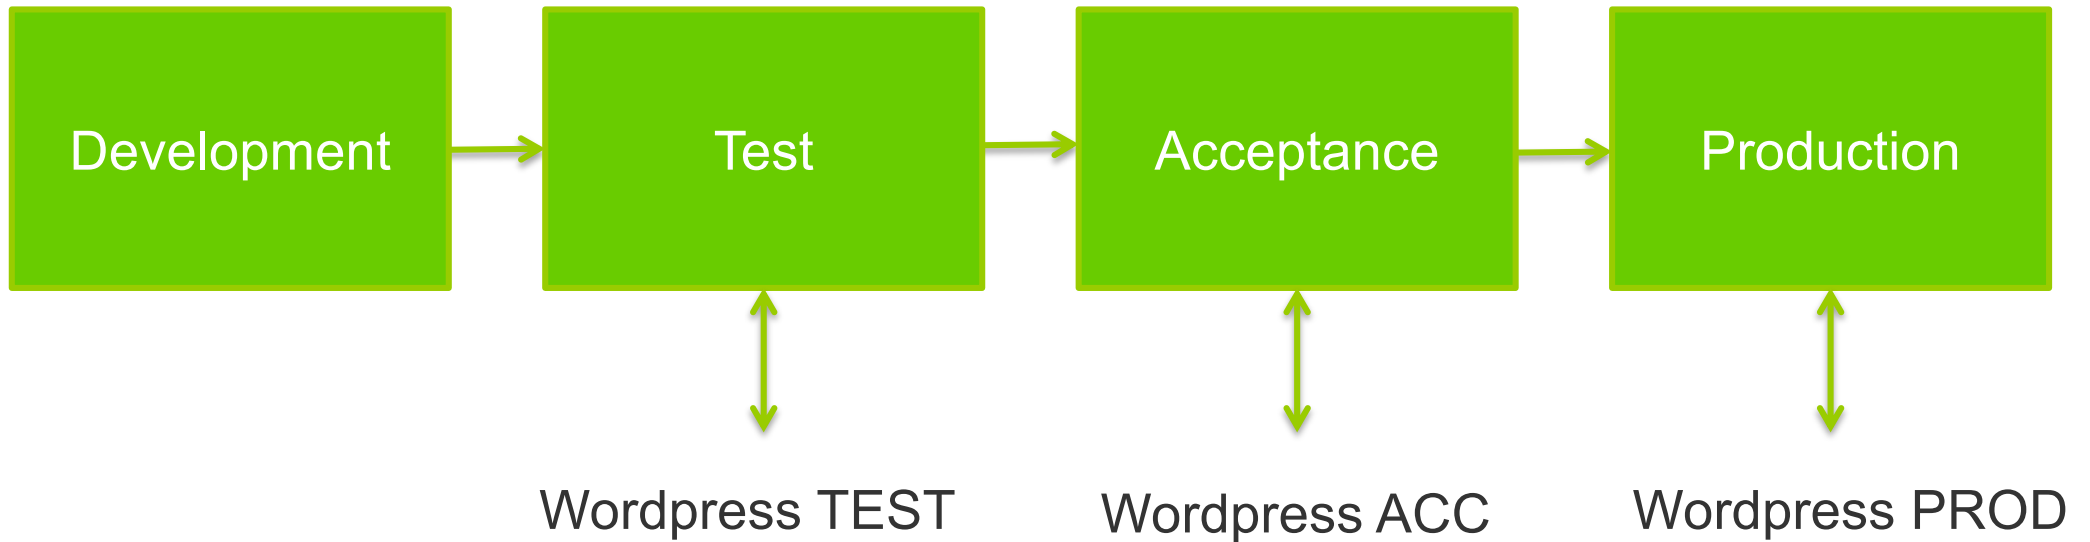 Development
Test
Acceptance
Production
Wordpress TEST
Wordpress ACC
Wordpress PROD